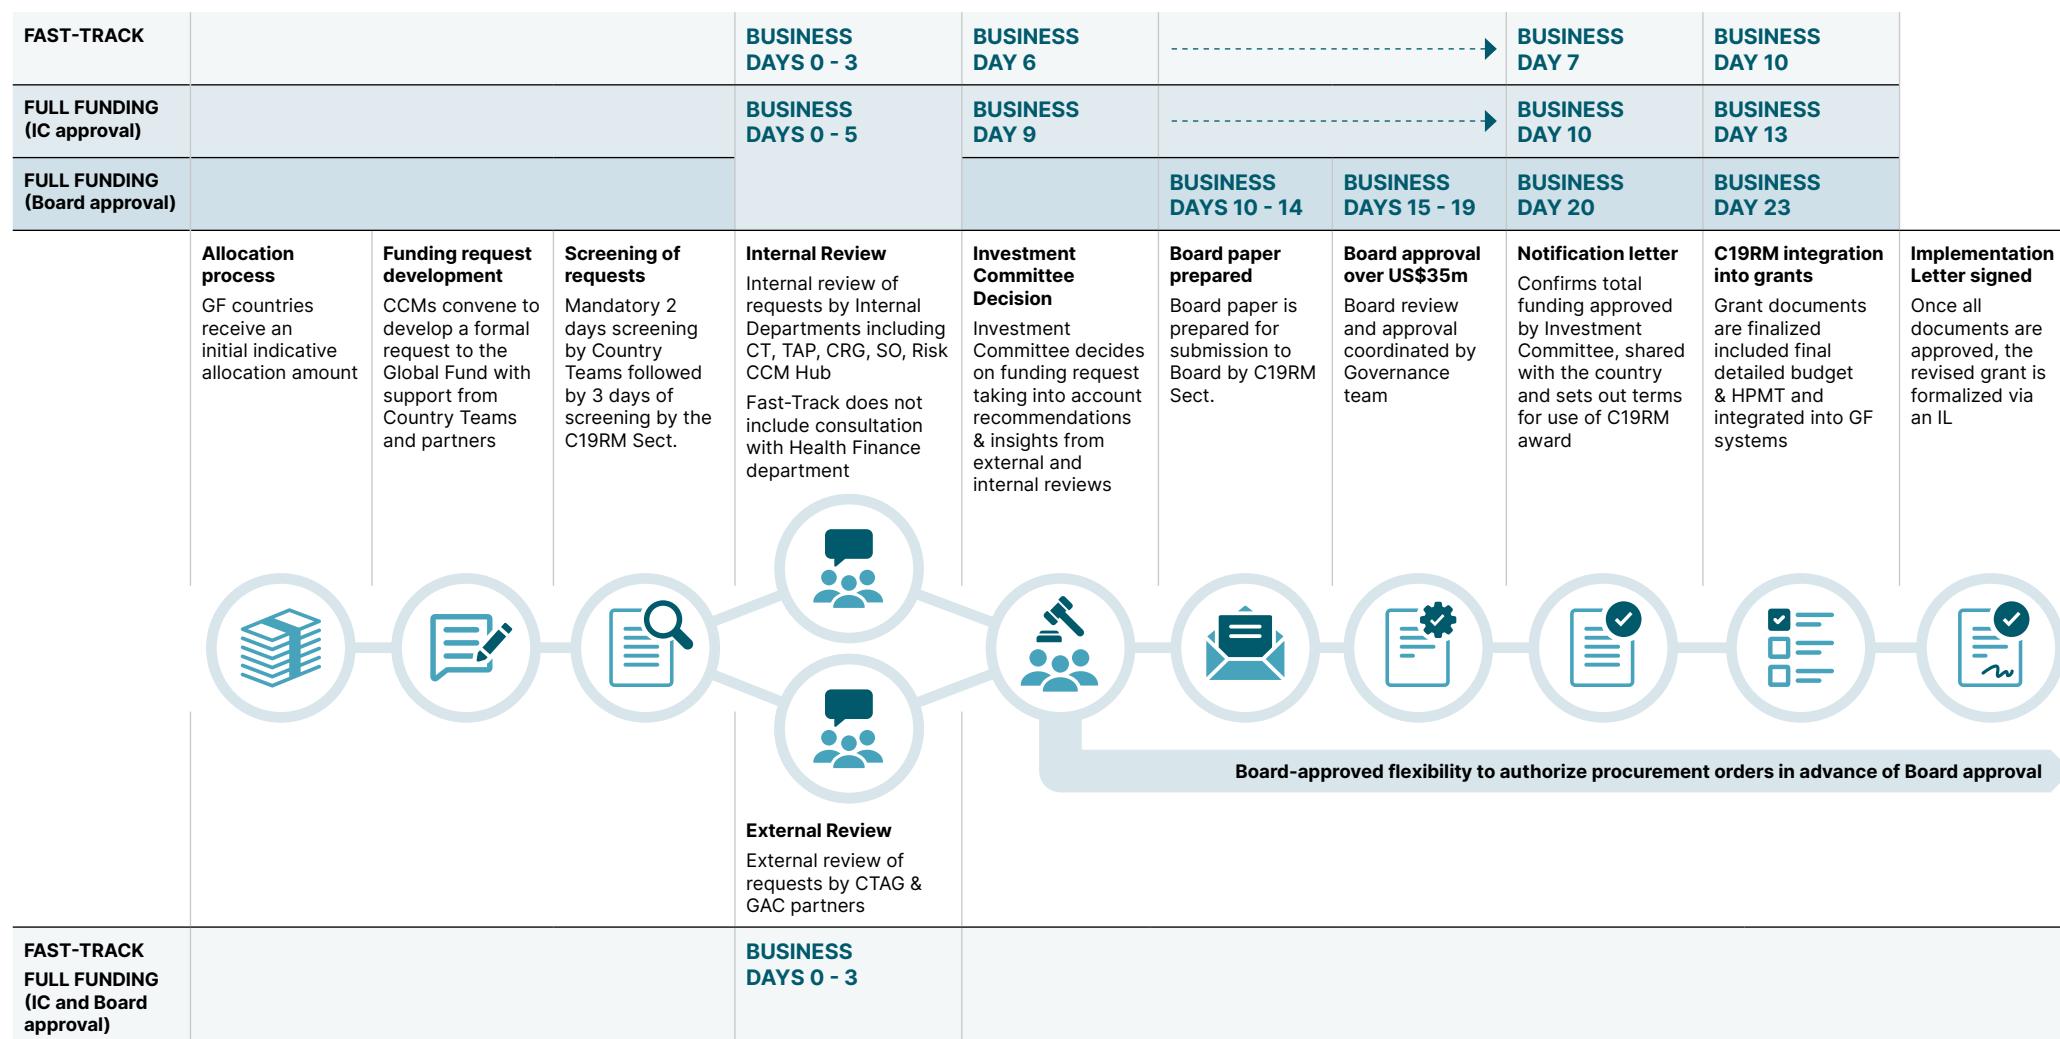 FAST-TRACK
BUSINESS
DAYS 0 - 3
BUSINESS
DAY 6
BUSINESS
DAY 7
BUSINESS
DAY 10
FULL FUNDING
(IC approval)
BUSINESS
DAYS 0 - 5
BUSINESS
DAY 9
BUSINESS
DAY 10
BUSINESS
DAY 13
FULL FUNDING
(Board approval)
BUSINESS
DAYS 10 - 14
BUSINESS
DAYS 15 - 19
BUSINESS
DAY 20
BUSINESS
DAY 23
Allocation
process
GF countries
receive an
initial indicative
allocation amount
Funding request
development
CCMs convene to
develop a formal
request to the
Global Fund with
support from
Country Teams
and partners
Screening of
requests
Mandatory 2
days screening
by Country
Teams followed
by 3 days of
screening by the
C19RM Sect.
Internal Review
Internal review of
requests by Internal
Departments including
CT, TAP, CRG, SO, Risk
CCM Hub
Fast-Track does not
include consultation
with Health Finance
department
Investment
Committee
Decision
Investment
Committee decides
on funding request
taking into account
recommendations
& insights from
external and
internal reviews
Board paper
prepared
Board paper is
prepared for
submission to
Board by C19RM
Sect.
Board approval
over US$35m
Board review
and approval
coordinated by
Governance
team
Notification letter
Confirms total
funding approved
by Investment
Committee, shared
with the country
and sets out terms
for use of C19RM
award
C19RM integration
into grants
Grant documents
are finalized
included final
detailed budget
& HPMT and
integrated into GF
systems
Implementation
Letter signed
Once all
documents are
approved, the
revised grant is
formalized via
an IL
Board-approved flexibility to authorize procurement orders in advance of Board approval
External Review
External review of
requests by CTAG &
GAC partners
FAST-TRACK
FULL FUNDING
(IC and Board
approval)
BUSINESS
DAYS 0 - 3